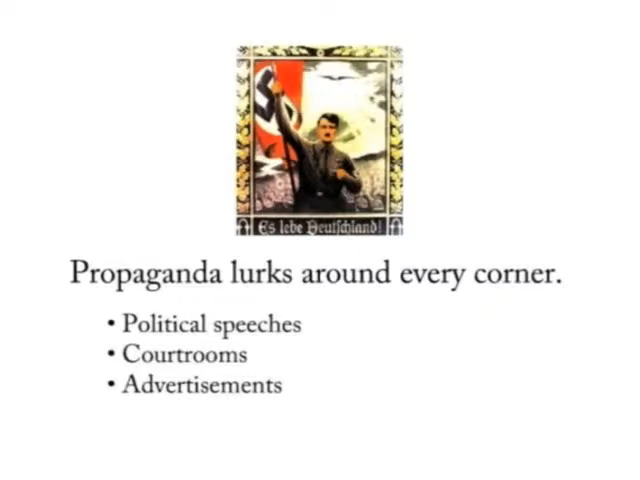 Es lebe Deutschland!
Propaganda lurks around every corner.
• Political speeches
• Courtrooms
• Advertisements